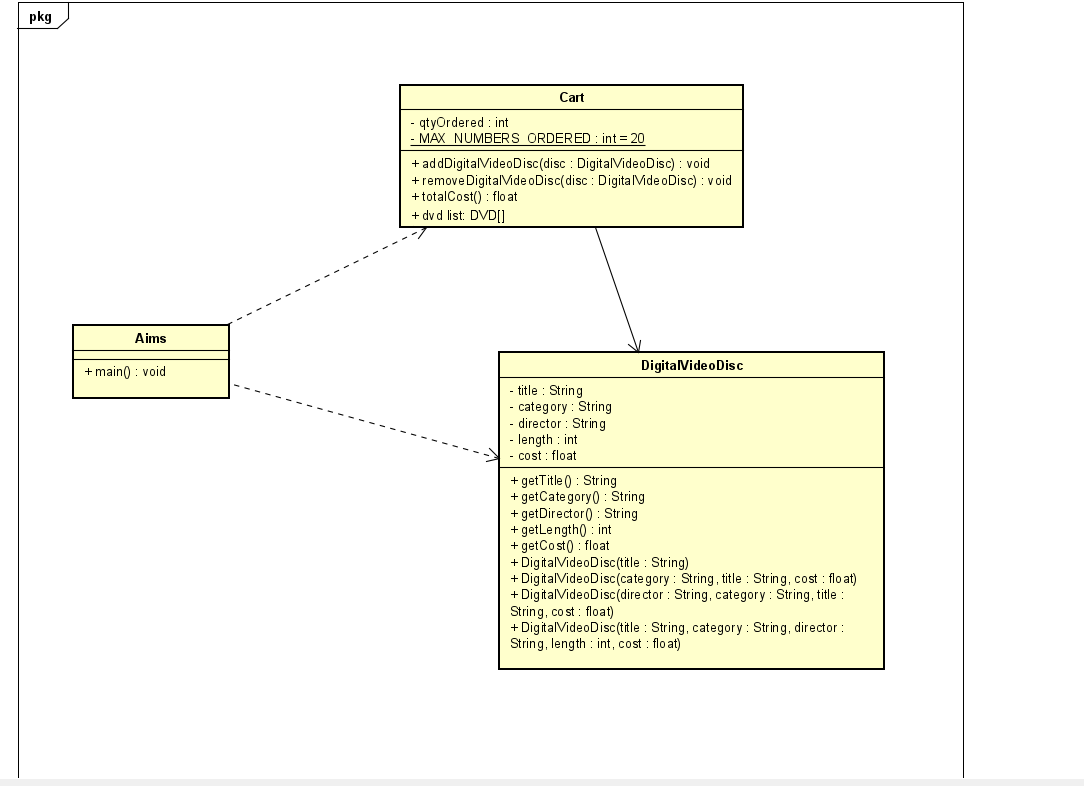 pkg
Cart
- qtyOrdered : int
- MAX_NUMBERS_ORDERED : int = 20
+ addDigitalVideoDisc(disc : DigitalVideoDisc) : void
+ removeDigitalVideoDisc(disc : DigitalVideoDisc) : void
+ totalCost() : float
+ dvd list: DVD[]
Aims
+ main() : void
DigitalVideoDisc
- title : String
- category : String
- director : String
- length : int
- cost : float
+ getTitle() : String
+ getCategory() : String
+ getDirector() : String
+ getLength() : int
+ getCost() : float
+ DigitalVideoDisc(title : String)
+ DigitalVideoDisc(category : String, title : String, cost : float)
+ DigitalVideoDisc(director : String, category : String, title :
String, cost : float)
+ DigitalVideoDisc(title : String, category : String, director :
String, length : int, cost : float)